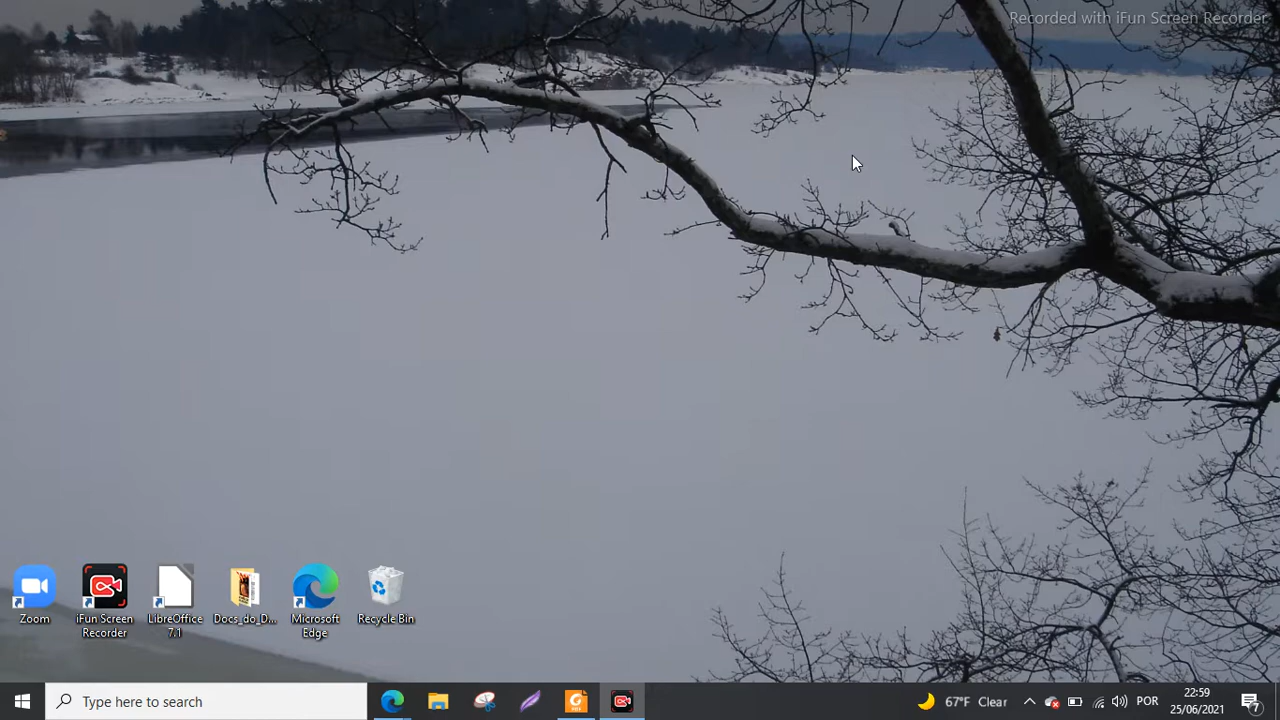 Recorded with iFun Screen Recorder
Zoom
iFun Screen
Recorder
LibreOffice
7.1
Docs_do_D...
Microsoft
Edge
Recycle Bin
Type here to search
67°F Clear
POR
22:59
25/06/2021
7